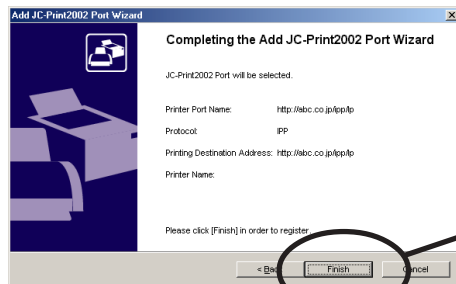 Add JC-Print2002 Port Wizard
Completing the Add JC-Print2002 Port Wizard
JC-Print2002 Port will be selected.
Printer Port Name: http://abc.co.jp/ipp/lp
Protocol: IPP
Printing Destination Address: http://abc.co.jp/ipp/lp
Printer Name:
Please click [Finish] in order to register.
< Back Finish Cancel